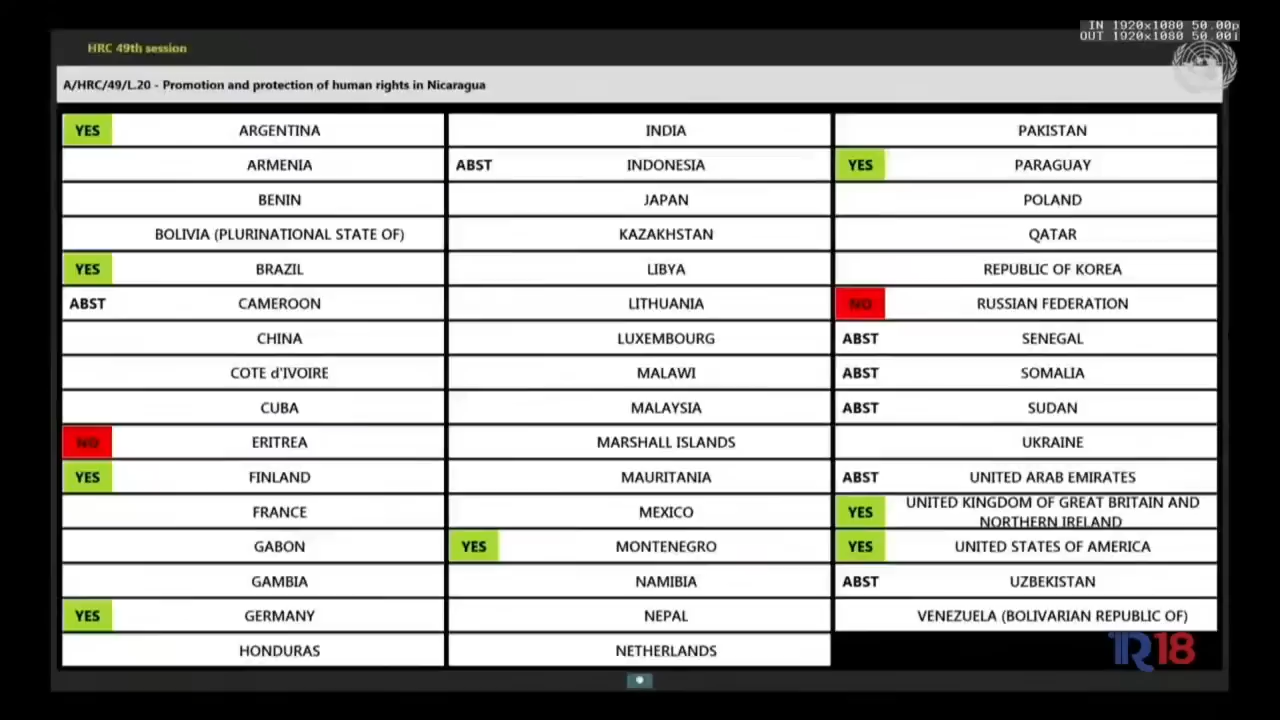 IN 1920x1080 50.00p
OUT 1920x1080 50.00i
HRC 49th session
A/HRC/49/L.20 - Promotion and protection of human rights in Nicaragua
YES ARGENTINA
ARMENIA
BENIN
BOLIVIA (PLURINATIONAL STATE OF)
YES BRAZIL
ABST CAMEROON
CHINA
COTE d'IVOIRE
CUBA
NO ERITREA
YES FINLAND
FRANCE
GABON
GAMBIA
YES GERMANY
HONDURAS
INDIA
ABST INDONESIA
JAPAN
KAZAKHSTAN
LIBYA
LITHUANIA
LUXEMBOURG
MALAWI
MALAYSIA
MARSHALL ISLANDS
MAURITANIA
MEXICO
YES MONTENEGRO
NAMIBIA
NEPAL
NETHERLANDS
PAKISTAN
YES PARAGUAY
POLAND
QATAR
REPUBLIC OF KOREA
NO RUSSIAN FEDERATION
ABST SENEGAL
ABST SOMALIA
ABST SUDAN
UKRAINE
ABST UNITED ARAB EMIRATES
YES UNITED KINGDOM OF GREAT BRITAIN AND
NORTHERN IRELAND
YES UNITED STATES OF AMERICA
ABST UZBEKISTAN
VENEZUELA (BOLIVARIAN REPUBLIC OF)
TR18